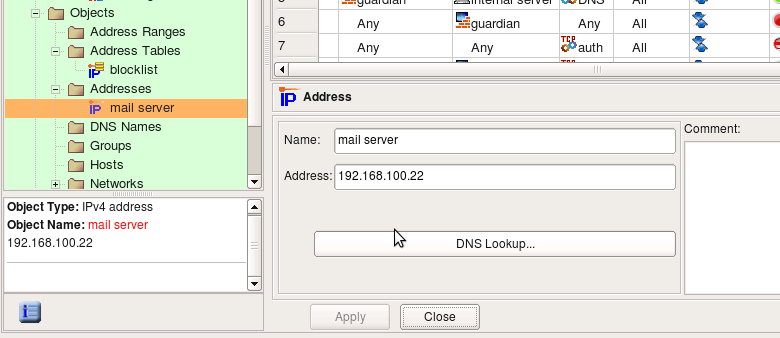 Objects
Address Ranges
Address Tables
blocklist
Addresses
mail server
DNS Names
Groups
Hosts
Networks
Object Type: IPv4 address
Object Name: mail server
192.168.100.22
guardian internal server DNS All
6 Any guardian Any All
7 Any Any auth All
Address
Name: mail server
Address: 192.168.100.22
DNS Lookup...
Comment:
Apply Close